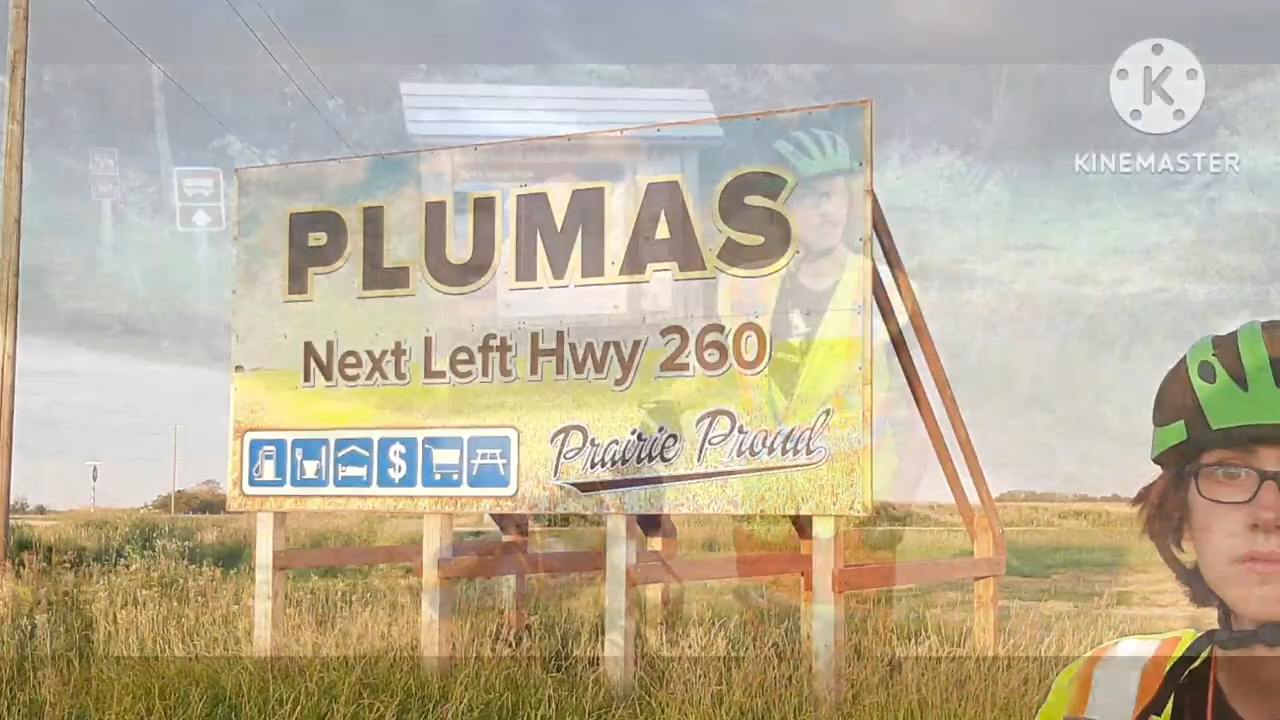 KINEMASTER
PLUMAS
Next Left Hwy 260
$
Prairie Proud